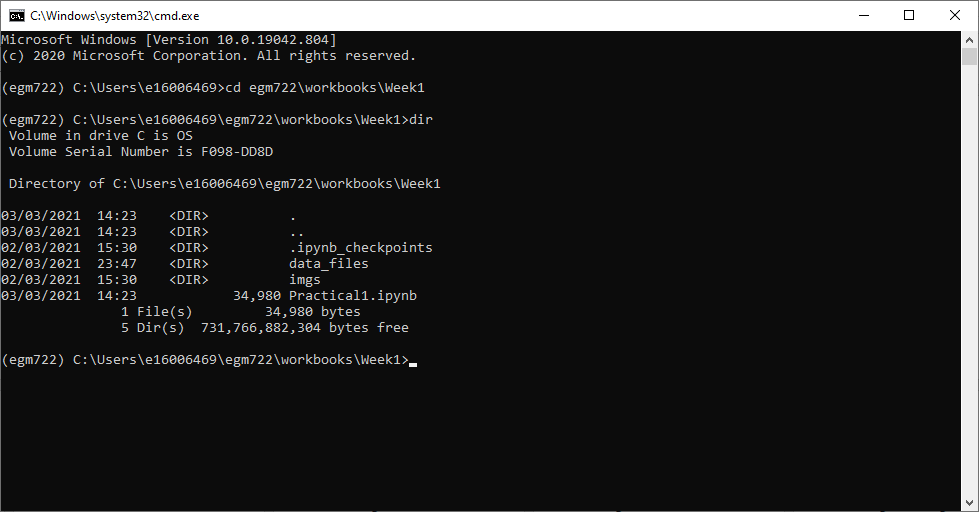 C:\Windows\system32\cmd.exe
Microsoft Windows [Version 10.0.19042.804]
(c) 2020 Microsoft Corporation. All rights reserved.
(egm722) C:\Users\e16006469>cd egm722\workbooks\Week1
(egm722) C:\Users\e16006469\egm722\workbooks\Week1>dir
Volume in drive C is OS
Volume Serial Number is F098-DD8D
Directory of C:\Users\e16006469\egm722\workbooks\Week1
03/03/2021  14:23    <DIR>          .
03/03/2021  14:23    <DIR>          ..
02/03/2021  15:30    <DIR>          .ipynb_checkpoints
02/03/2021  23:47    <DIR>          data_files
02/03/2021  15:30    <DIR>          imgs
03/03/2021  14:23            34,980 Practical1.ipynb
1 File(s)         34,980 bytes
5 Dir(s)  731,766,882,304 bytes free
(egm722) C:\Users\e16006469\egm722\workbooks\Week1>